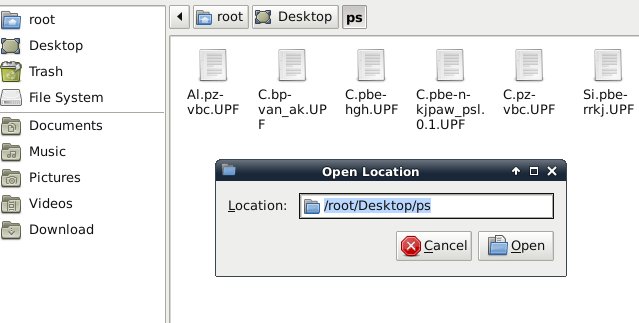 root
Desktop
Trash
File System
Documents
Music
Pictures
Videos
Download
root Desktop ps
Al.pz-
vbc.UPF
C.bp-
van_ak.UP
F
C.pbe-
hgh.UPF
C.pbe-n-
kjpaw_psl.
0.1.UPF
C.pz-
vbc.UPF
Si.pbe-
rrkj.UPF
Open Location
Location: /root/Desktop/ps
Cancel Open